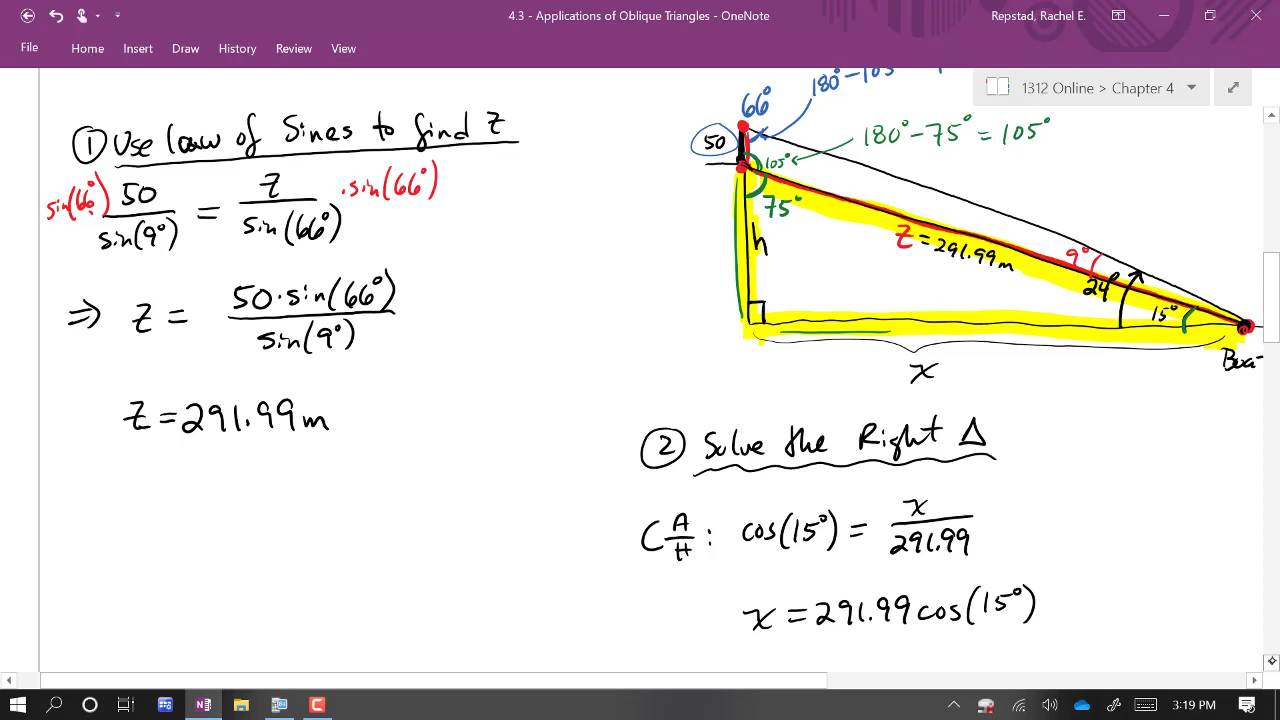 4.3 - Applications of Oblique Triangles - OneNote
Repstad, Rachel E.
File Home Insert Draw History Review View
1312 Online > Chapter 4
180°-105°
66°
50
105°
180°-75°=105°
75°
h
z=291.99m
9°
24°
15°
x
① Use Law of Sines to find z
sin(66°) 50/sin(9°) = z/sin(66°) ·sin(66°)
⇒ z = 50·sin(66°)/sin(9°)
z=291.99m
② Solve the Right Δ
C A/H : cos(15°) = x/291.99
x = 291.99cos(15°)
3:19 PM